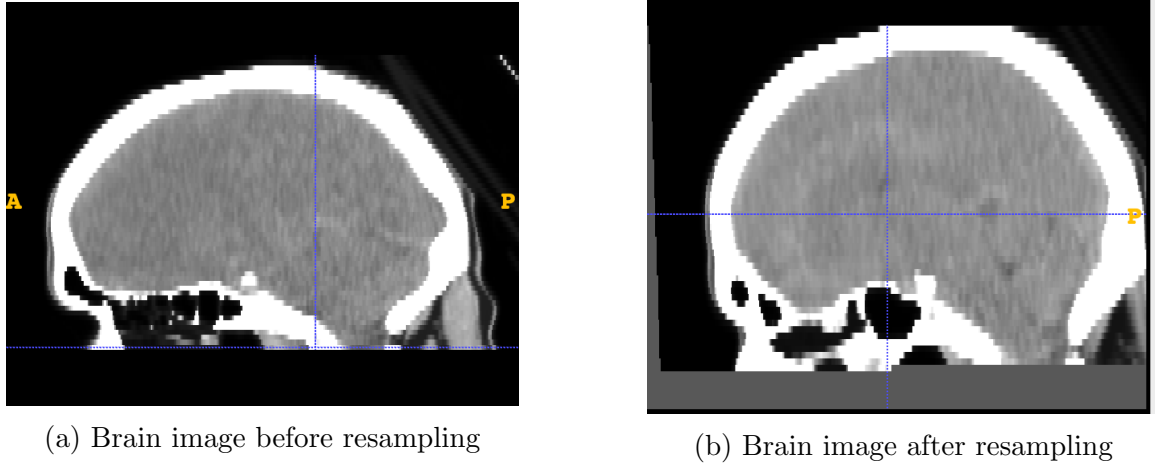 A
P
P
(a) Brain image before resampling
(b) Brain image after resampling